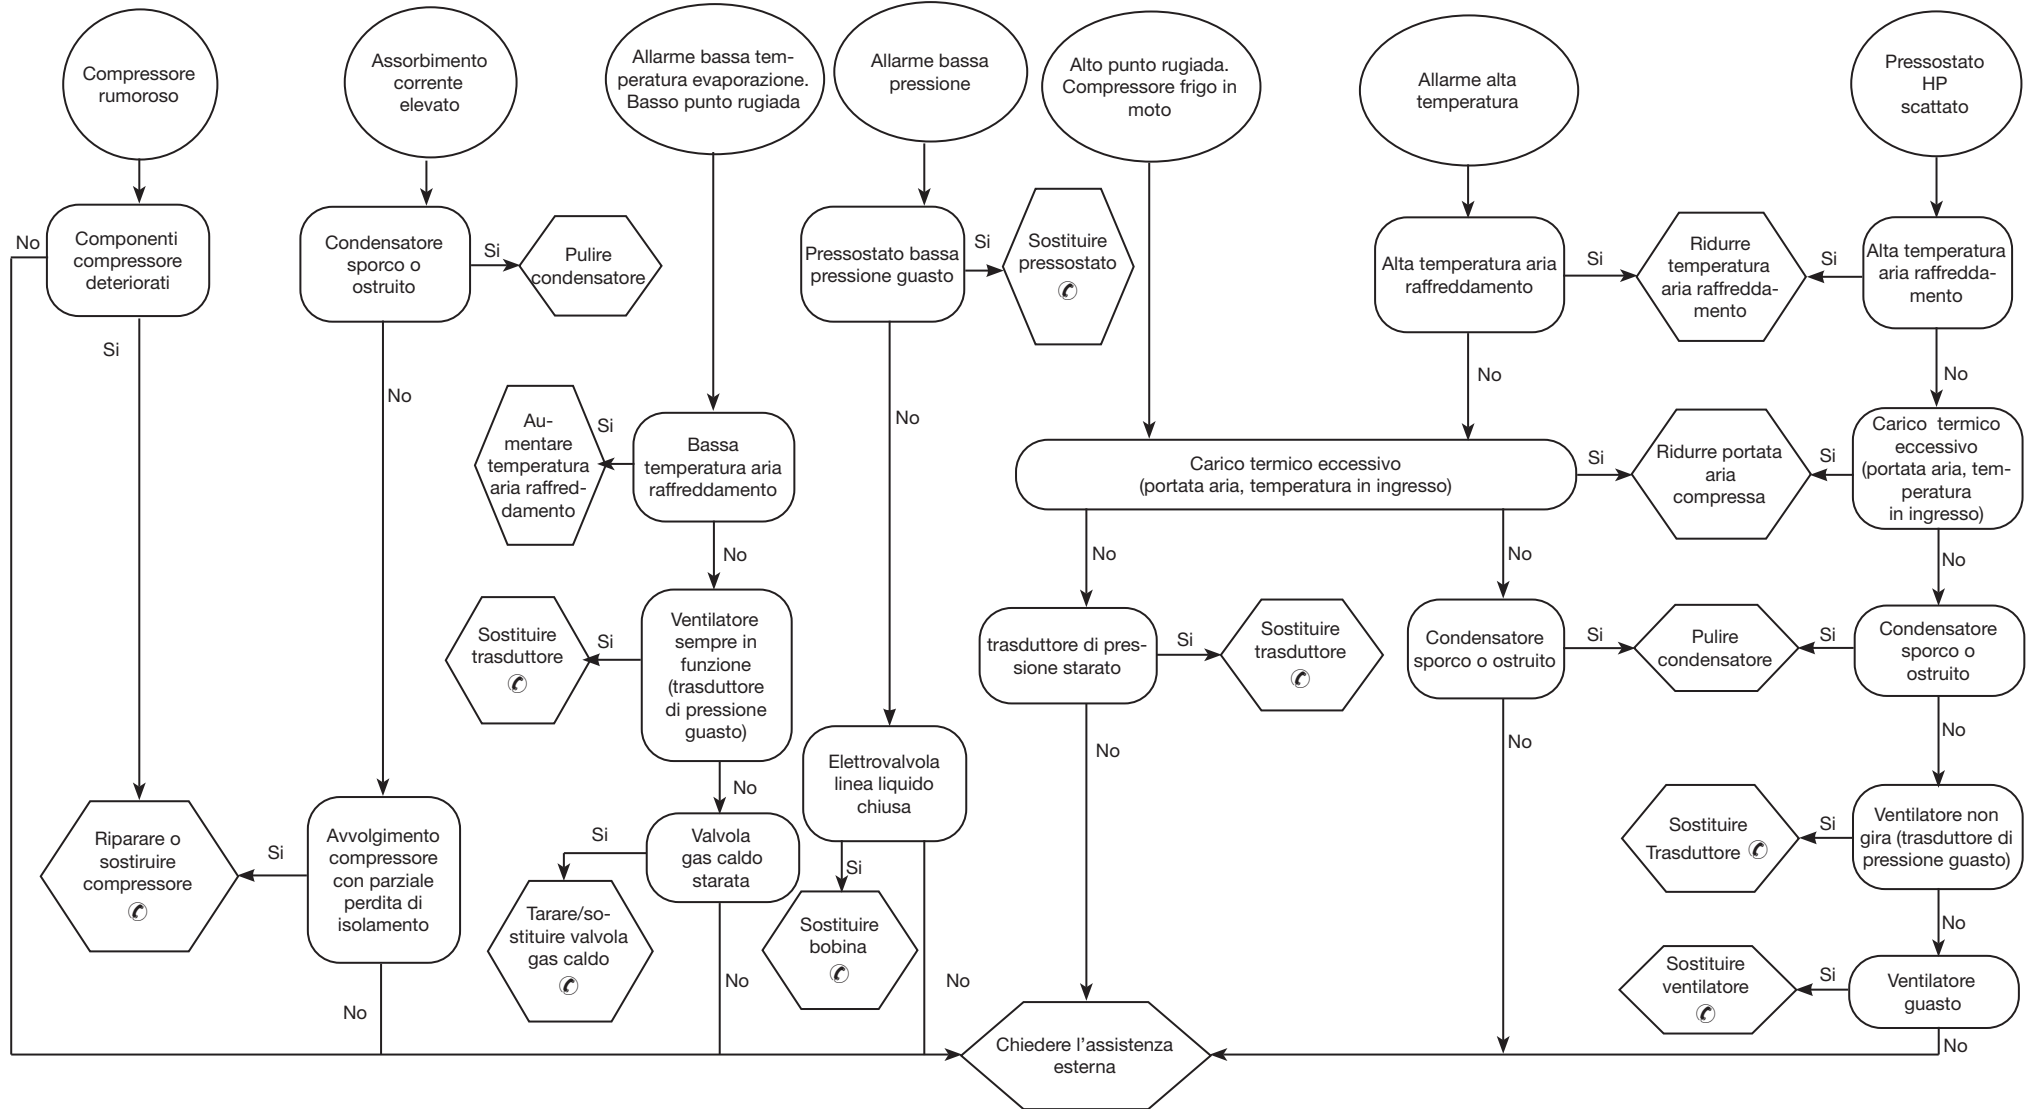 Compressore
rumoroso
Assorbimento
corrente
elevato
Allarme bassa tem-
peratura evaporazione.
Basso punto rugiada
Allarme bassa
pressione
Alto punto rugiada.
Compressore frigo in
moto
Allarme alta
temperatura
Pressostato
HP
scattato
No
Componenti
compressore
deteriorati
Si
Condensatore
sporco o
ostruito
Si
Pulire
condensatore
No
Pressostato bassa
pressione guasto
Si
Sostituire
pressostato
No
Alta temperatura aria
raffreddamento
Si
Ridurre
temperatura
aria raffredda-
mento
Si
Alta temperatura
aria raffredda-
mento
No
No
Au-
mentare
temperatura
aria raffred-
damento
Si
Bassa
temperatura aria
raffreddamento
No
Carico termico eccessivo
(portata aria, temperatura in ingresso)
Si
Ridurre portata
aria
compressa
Si
Carico termico
eccessivo
(portata aria, tem-
peratura
in ingresso)
No
No
No
Sostituire
trasduttore
Si
Ventilatore
sempre in
funzione
(trasduttore
di pressione
guasto)
No
trasduttore di pres-
sione starato
Si
Sostituire
trasduttore
No
Condensatore
sporco o ostruito
Si
Pulire
condensatore
Si
Condensatore
sporco o
ostruito
No
No
Riparare o
sostiruire
compressore
Si
Avvolgimento
compressore
con parziale
perdita di
isolamento
No
Si
Valvola
gas caldo
starata
Tarare/so-
stituire valvola
gas caldo
No
Elettrovalvola
linea liquido
chiusa
Si
Sostituire
bobina
No
Sostituire
Trasduttore
Si
Ventilatore non
gira (trasduttore di
pressione guasto)
No
Sostituire
ventilatore
Si
Ventilatore
guasto
No
Chiedere l'assistenza
esterna